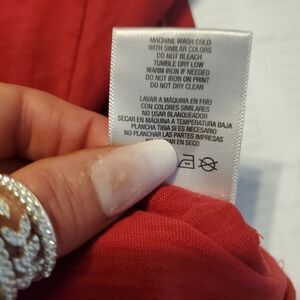 MACHINE WASH COLD
WITH SIMILAR COLORS
DO NOT BLEACH
TUMBLE DRY LOW
WARM IRON IF NEEDED
DO NOT IRON ON PRINT
DO NOT DRY CLEAN
LAVAR A MÁQUINA EN FRÍO
CON COLORES SIMILARES
NO USAR BLANQUEADOR
SECAR EN MÁQUINA A TEMPERATURA BAJA
PLANCHA TIBIA SI ES NECESARIO
NO PLANCHAR LAS PARTES IMPRESAS
EN SECO